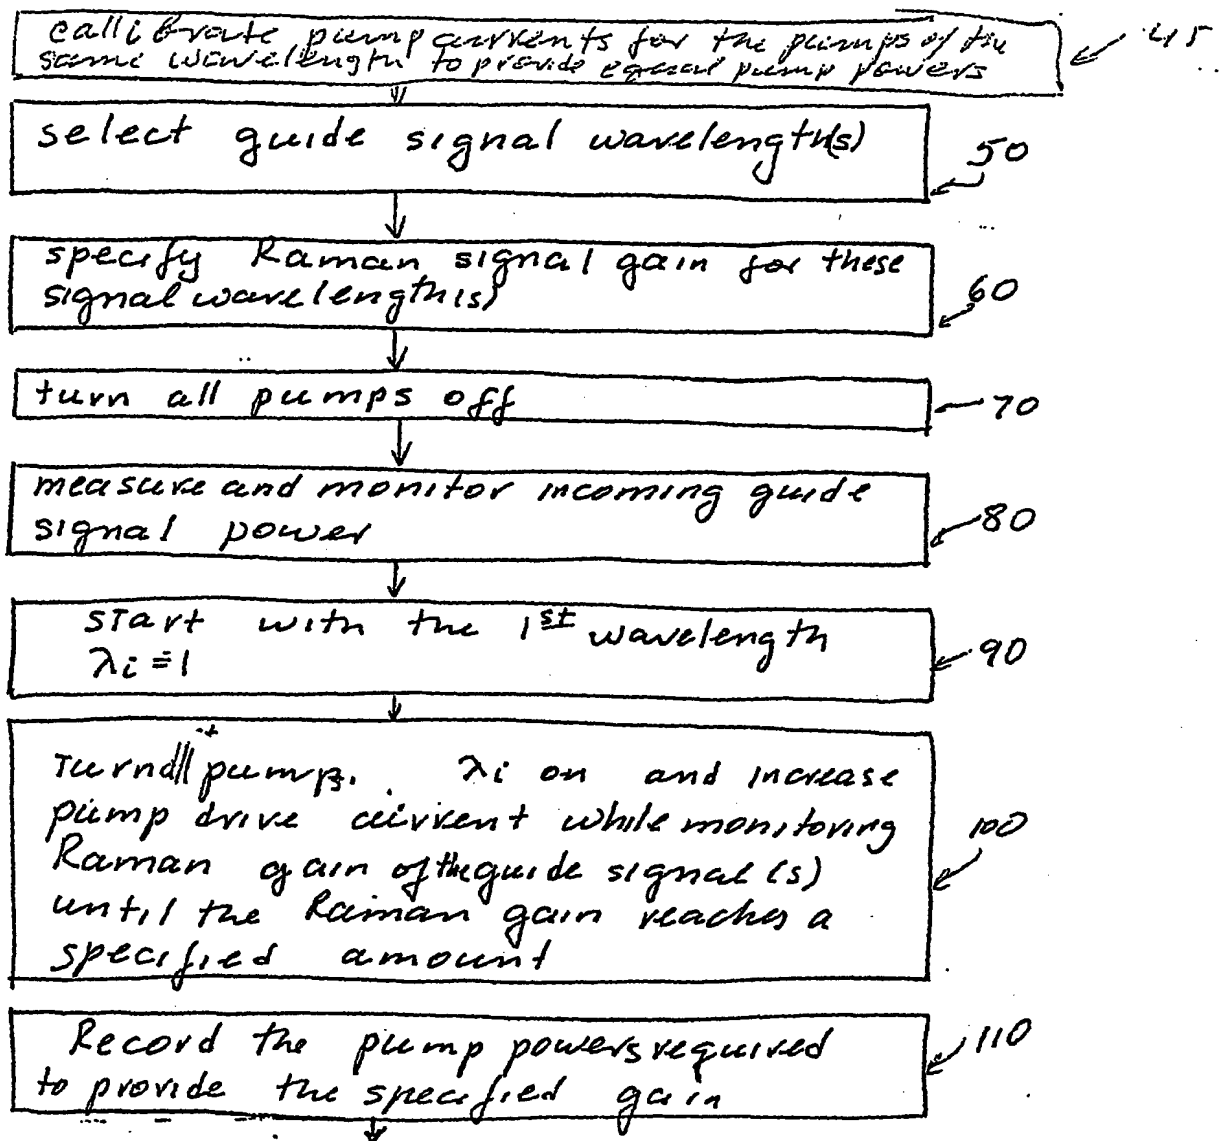 callibrate pump currents for the pumps of the
same wavelength to provide equal pump powers
45
select guide signal wavelength(s)
50
specify Raman signal gain for these
signal wavelength(s)
60
turn all pumps off
70
measure and monitor incoming guide
signal power
80
start with the 1st wavelength
λi = 1
90
Turn all pumps. λi on and increase
pump drive current while monitoring
Raman gain of the guide signal (s)
until the Raman gain reaches a
specified amount
100
Record the pump powers required
to provide the specified gain
110